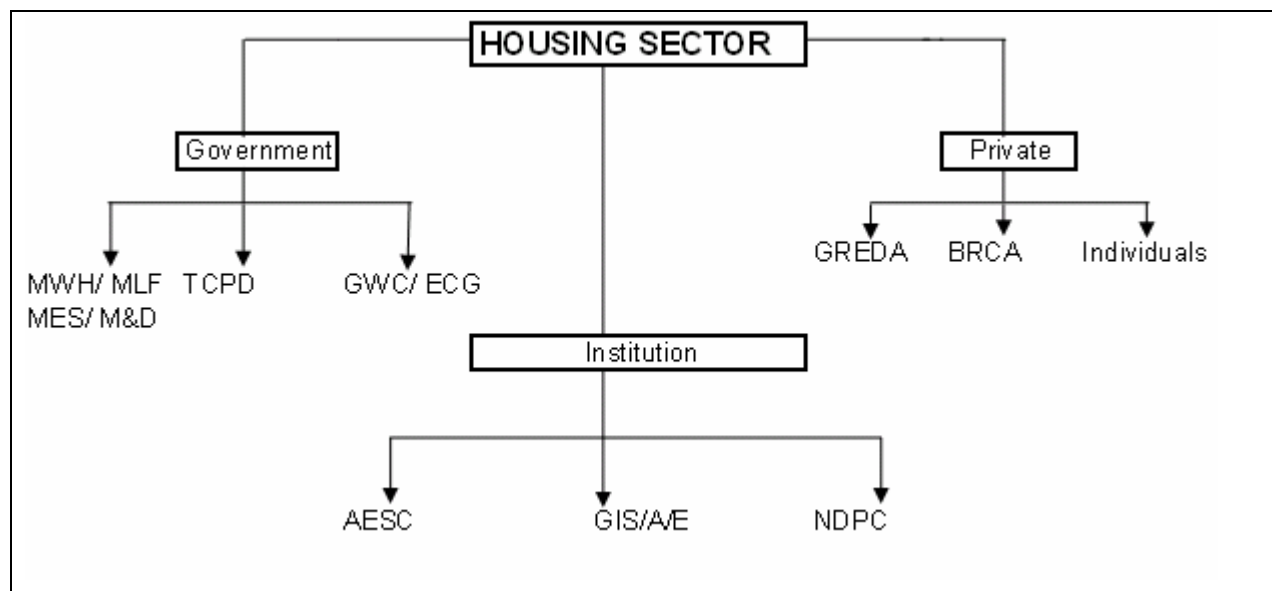 HOUSING SECTOR
Government
Private
GREDA
BRCA
Individuals
MWH/ MLF
MES/ M&D
TCPD
GWC/ ECG
Institution
AESC
GIS/A/E
NDPC